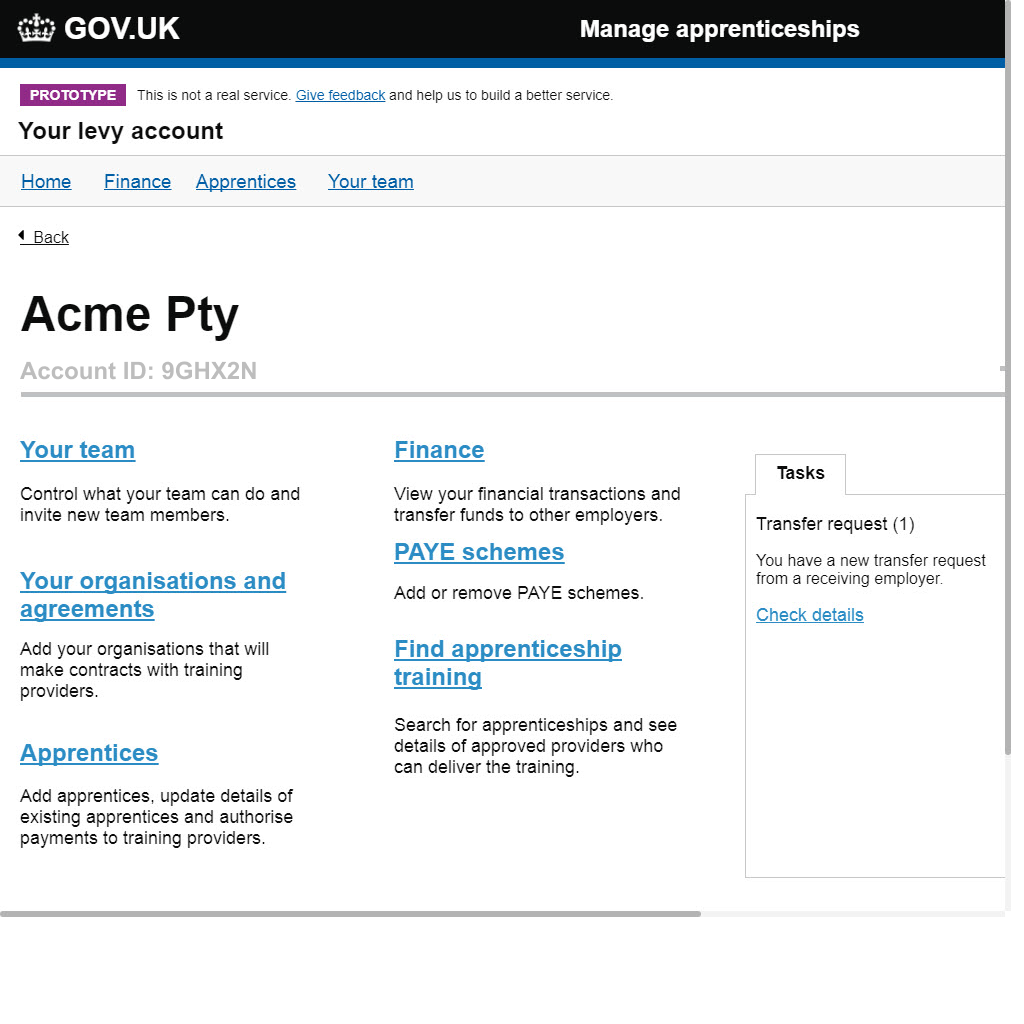 GOV.UK
Manage apprenticeships
PROTOTYPE This is not a real service. Give feedback and help us to build a better service.
Your levy account
Home Finance Apprentices Your team
Back
Acme Pty
Account ID: 9GHX2N
Your team
Control what your team can do and
invite new team members.
Your organisations and
agreements
Add your organisations that will
make contracts with training
providers.
Apprentices
Add apprentices, update details of
existing apprentices and authorise
payments to training providers.
Finance
View your financial transactions and
transfer funds to other employers.
PAYE schemes
Add or remove PAYE schemes.
Find apprenticeship
training
Search for apprenticeships and see
details of approved providers who
can deliver the training.
Tasks
Transfer request (1)
You have a new transfer request
from a receiving employer.
Check details